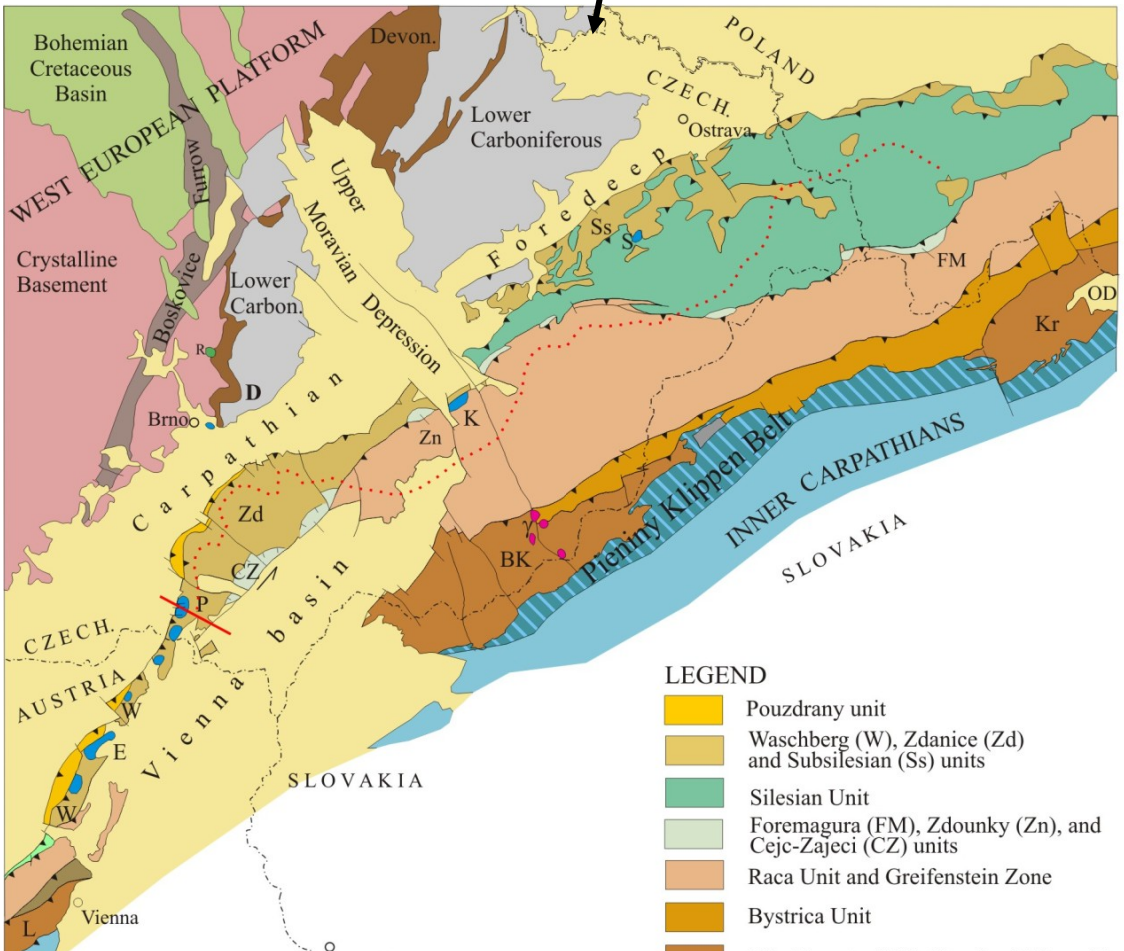 Bohemian
Cretaceous
Basin
WEST EUROPEAN PLATFORM
Devon.
POLAND
CZECH.
Ostrava
Lower
Carboniferous
Furrow
Boskovice
Upper
Moravian Depression
Foredeep
Ss
S
Crystalline
Basement
Lower
Carbon.
FM
OD
Kr
R
D
Brno
Carpathian
K
Zn
Zd
CZ
P
γ
BK
Pieniny Klippen Belt
INNER CARPATHIANS
SLOVAKIA
CZECH.
AUSTRIA
Vienna basin
W
E
W
SLOVAKIA
L
Vienna
LEGEND
Pouzdrany unit
Waschberg (W), Zdanice (Zd)
and Subsilesian (Ss) units
Silesian Unit
Foremagura (FM), Zdounky (Zn), and
Cejc-Zajeci (CZ) units
Raca Unit and Greifenstein Zone
Bystrica Unit